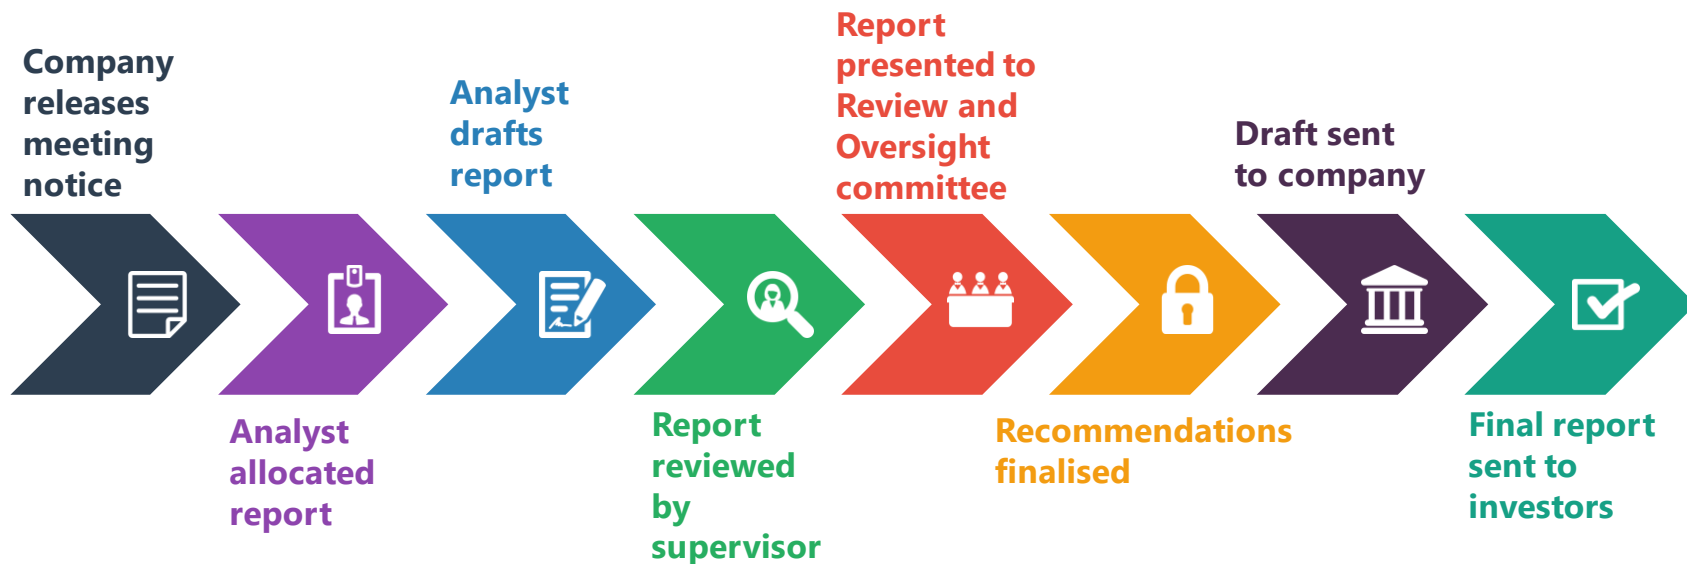 Company
releases
meeting
notice
Analyst
allocated
report
Analyst
drafts
report
Report
reviewed
by
supervisor
Report
presented to
Review and
Oversight
committee
Recommendations
finalised
Draft sent
to company
Final report
sent to
investors